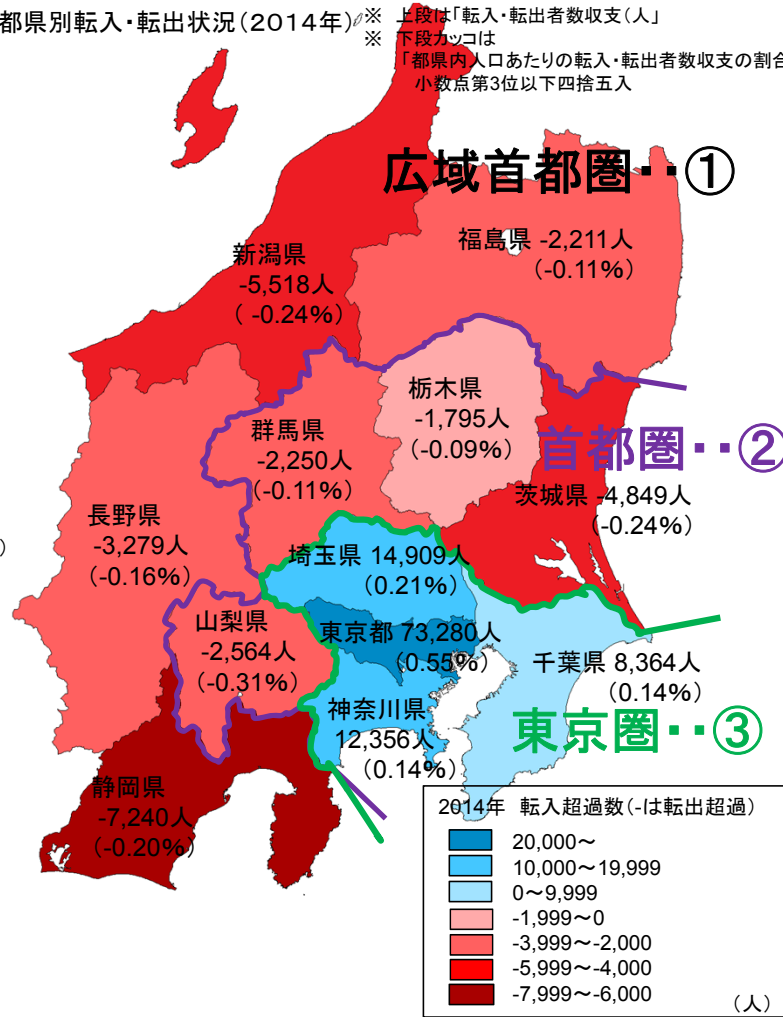 都県別転入・転出状況（2014年）
※ 上段は「転入・転出者数収支（人」
※ 下段カッコは
「都県内人口あたりの転入・転出者数収支の割合
小数点第3位以下四捨五入
広域首都圏・・①
福島県 -2,211人
（-0.11%）
新潟県
-5,518人
（ -0.24%）
栃木県
-1,795人
（-0.09%）
群馬県
-2,250人
（-0.11%）
首都圏・・②
茨城県 -4,849人
（-0.24%）
長野県
-3,279人
（-0.16%）
）
埼玉県 14,909人
（0.21%）
山梨県
-2,564人
（-0.31%）
東京都 73,280人
（0.55%）
千葉県 8,364人
（0.14%）
神奈川県
12,356人
（0.14%）
東京圏・・③
静岡県
-7,240人
（-0.20%）
2014年 転入超過数（-は転出超過）
20,000～
10,000～19,999
0～9,999
-1,999～0
-3,999～-2,000
-5,999～-4,000
-7,999～-6,000
（人）